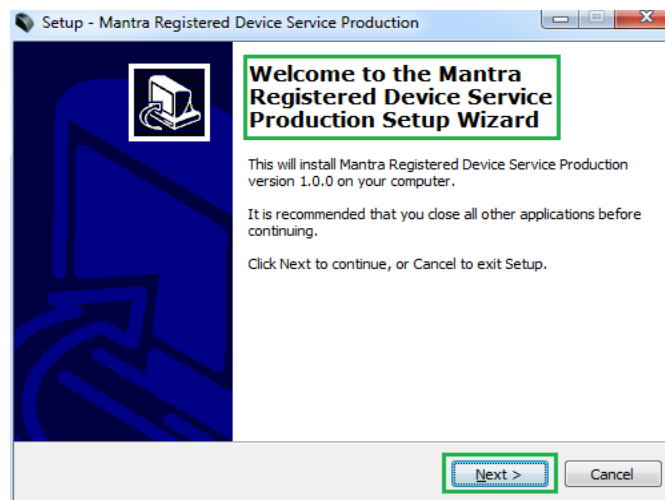 Setup - Mantra Registered Device Service Production
Welcome to the Mantra
Registered Device Service
Production Setup Wizard
This will install Mantra Registered Device Service Production
version 1.0.0 on your computer.
It is recommended that you close all other applications before
continuing.
Click Next to continue, or Cancel to exit Setup.
Next >
Cancel